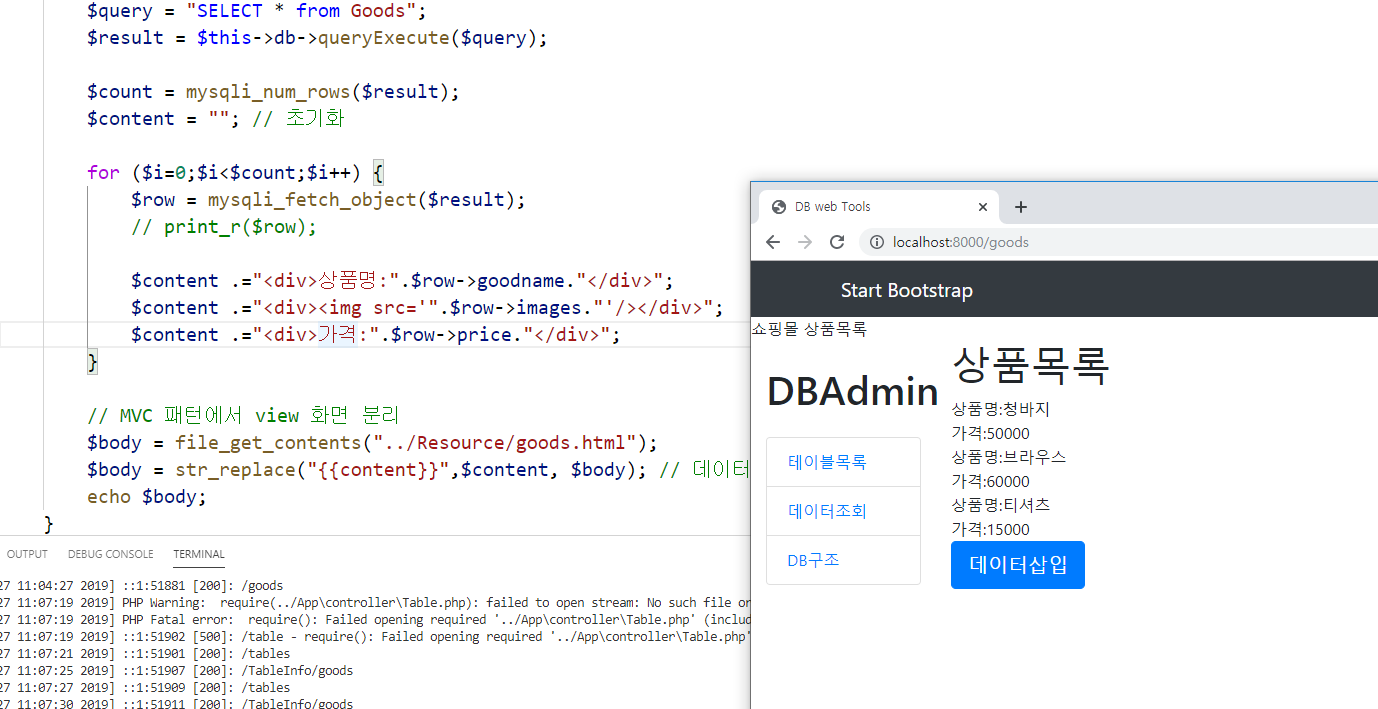 $query = "SELECT * from Goods";
$result = $this->db->queryExecute($query);
$count = mysqli_num_rows($result);
$content = ""; // 초기화
for ($i=0;$i<$count;$i++) {
$row = mysqli_fetch_object($result);
// print_r($row);
$content .="<div>상품명:".$row->goodname."</div>";
$content .="<div><img src='".$row->images."'/></div>";
$content .="<div>가격:".$row->price."</div>";
}
// MVC 패턴에서 view 화면 분리
$body = file_get_contents("../Resource/goods.html");
$body = str_replace("{{content}}",$content, $body); // 데이터
echo $body;
}
OUTPUT DEBUG CONSOLE TERMINAL
27 11:04:27 2019] ::1:51881 [200]: /goods
27 11:07:19 2019] PHP Warning:  require(../App\controller\Table.php): failed to open stream: No such file or
27 11:07:19 2019] PHP Fatal error:  require(): Failed opening required '../App\controller\Table.php' (includ
27 11:07:19 2019] ::1:51902 [500]: /table - require(): Failed opening required '../App\controller\Table.php'
27 11:07:21 2019] ::1:51901 [200]: /tables
27 11:07:25 2019] ::1:51907 [200]: /TableInfo/goods
27 11:07:27 2019] ::1:51909 [200]: /tables
27 11:07:30 2019] ::1:51911 [200]: /TableInfo/goods
DB web Tools
localhost:8000/goods
Start Bootstrap
쇼핑몰 상품목록
DBAdmin
테이블목록
데이터조회
DB구조
상품목록
상품명:청바지
가격:50000
상품명:브라우스
가격:60000
상품명:티셔츠
가격:15000
데이터삽입